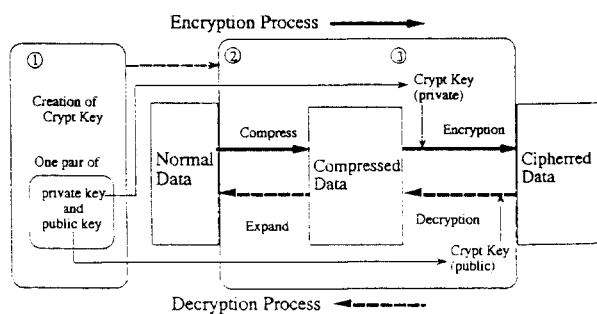 Encryption Process
①
②
③
Creation of
Crypt Key
One pair of
private key
and
public key
Crypt Key
(private)
Compress
Encryption
Normal
Data
Compressed
Data
Cipherred
Data
Expand
Decryption
Crypt Key
(public)
Decryption Process